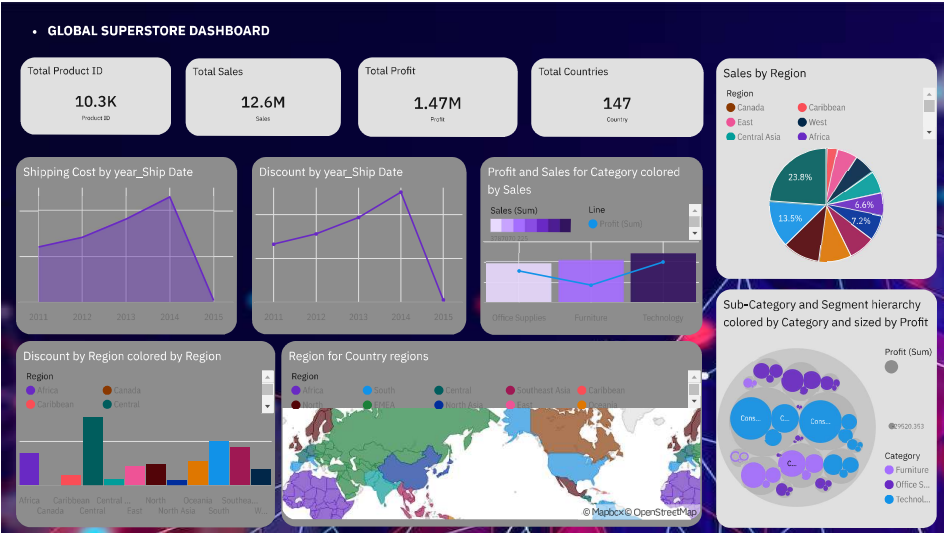 • GLOBAL SUPERSTORE DASHBOARD
Total Product ID
10.3K
Product ID
Total Sales
12.6M
Sales
Total Profit
1.47M
Profit
Total Countries
147
Country
Sales by Region
Region
Canada
Caribbean
East
West
Central Asia
Africa
23.8%
13.5%
6.6%
7.2%
Shipping Cost by year_Ship Date
2011 2012 2013 2014 2015
Discount by year_Ship Date
2011 2012 2013 2014 2015
Profit and Sales for Category colored
by Sales
Sales (Sum)
Line
Profit (Sum)
Office Supplies Furniture Technology
Sub-Category and Segment hierarchy
colored by Category and sized by Profit
Profit (Sum)
Cons...
C...
Cons...
C...
Category
Furniture
Office S...
Technol...
Discount by Region colored by Region
Region
Africa
Canada
Caribbean
Central
Africa Caribbean Central ... North Oceania Southea...
Canada Central North Asia South W...
Region for Country regions
Region
Africa South Central Southeast Asia Caribbean
North EMEA North Asia East Oceania
© Mapbox © OpenStreetMap